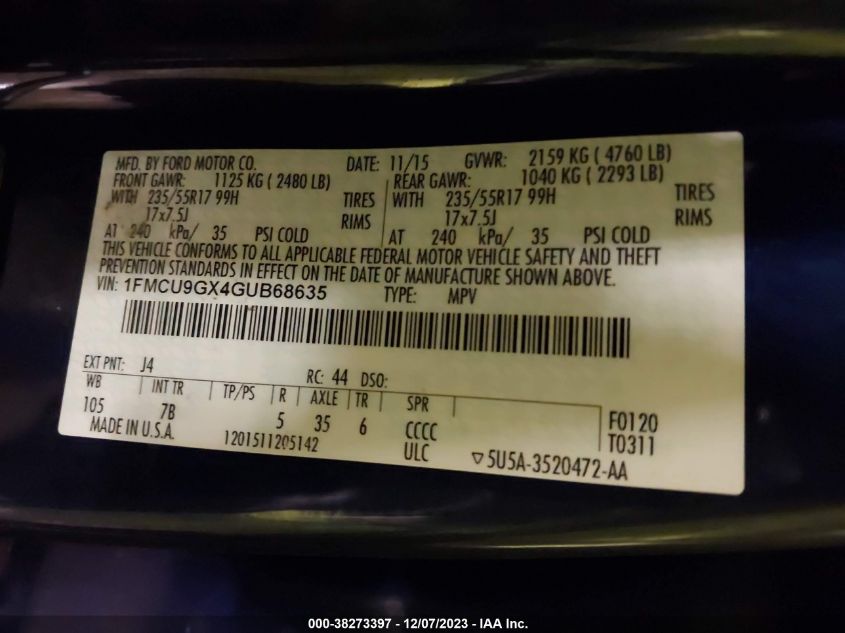 MFD. BY FORD MOTOR CO. DATE: 11/15 GVWR: 2159 KG ( 4760 LB)
FRONT GAWR: 1125 KG ( 2480 LB) REAR GAWR: 1040 KG ( 2293 LB)
WITH 235/55R17 99H TIRES WITH 235/55R17 99H TIRES
17x7.5J RIMS 17x7.5J RIMS
AT 240 kPa/ 35 PSI COLD AT 240 kPa/ 35 PSI COLD
THIS VEHICLE CONFORMS TO ALL APPLICABLE FEDERAL MOTOR VEHICLE SAFETY AND THEFT
PREVENTION STANDARDS IN EFFECT ON THE DATE OF MANUFACTURE SHOWN ABOVE.
VIN: 1FMCU9GX4GUB68635 TYPE: MPV
EXT PNT: J4 RC: 44 DSO:
WB INT TR TP/PS R AXLE TR SPR
105 7B 5 35 6 CCCC F0120
MADE IN U.S.A. 1201511205142 ULC T0311
▽5U5A-3520472-AA
000-38273397 - 12/07/2023 - IAA Inc.